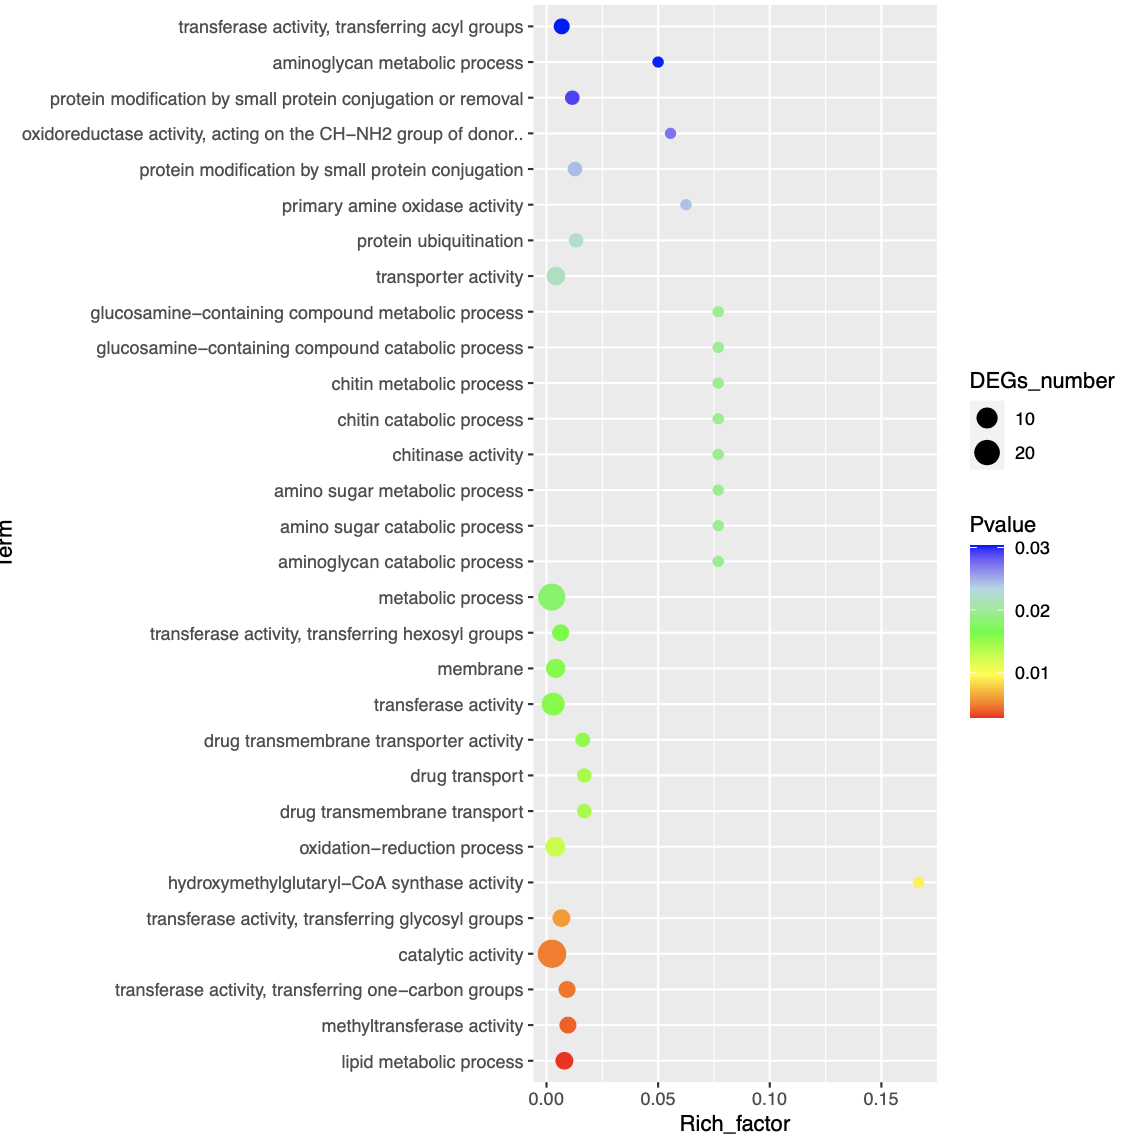 transferase activity, transferring acyl groups
aminoglycan metabolic process
protein modification by small protein conjugation or removal
oxidoreductase activity, acting on the CH−NH2 group of donor..
protein modification by small protein conjugation
primary amine oxidase activity
protein ubiquitination
transporter activity
glucosamine−containing compound metabolic process
glucosamine−containing compound catabolic process
chitin metabolic process
chitin catabolic process
chitinase activity
amino sugar metabolic process
amino sugar catabolic process
aminoglycan catabolic process
metabolic process
transferase activity, transferring hexosyl groups
membrane
transferase activity
drug transmembrane transporter activity
drug transport
drug transmembrane transport
oxidation−reduction process
hydroxymethylglutaryl−CoA synthase activity
transferase activity, transferring glycosyl groups
catalytic activity
transferase activity, transferring one−carbon groups
methyltransferase activity
lipid metabolic process
0.00 0.05 0.10 0.15
Rich_factor
DEGs_number
10
20
Pvalue
0.03
0.02
0.01